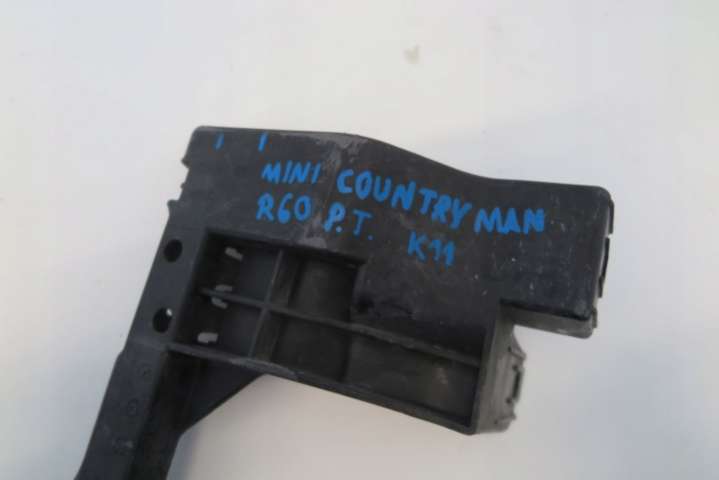 MINI COUNTRYMAN
R60 P.T. K11